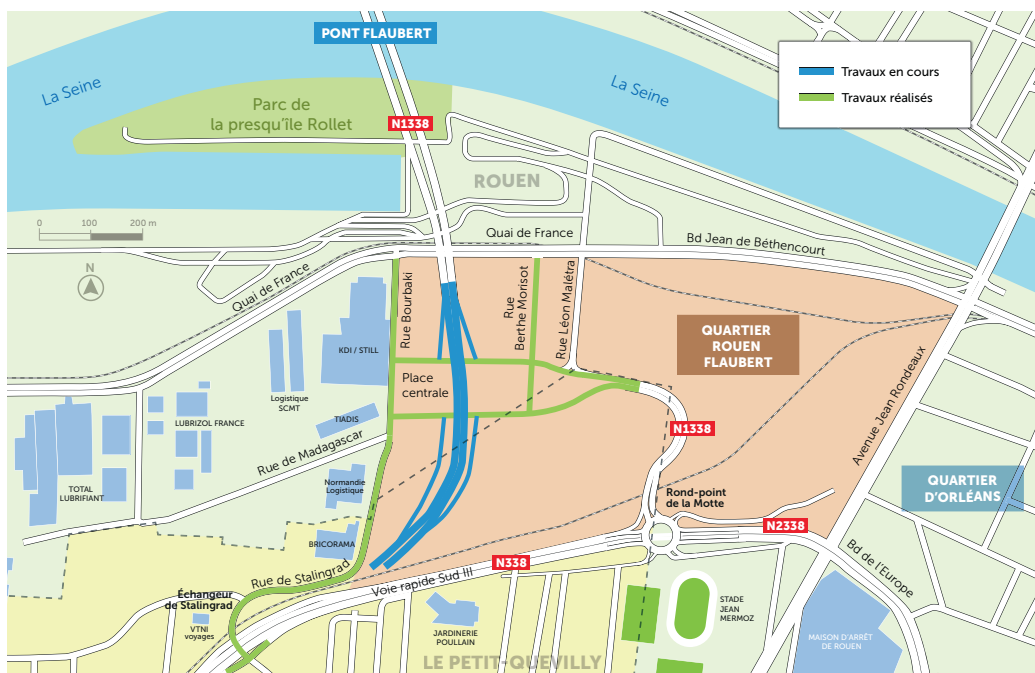 PONT FLAUBERT
Travaux en cours
Travaux réalisés
La Seine
La Seine
Parc de
la presqu'île Rollet
N1338
ROUEN
0 100 200 m
N
Quai de France
Bd Jean de Béthencourt
Quai de France
Rue Bourbaki
Rue
Berthe Morisot
Rue Léon Malétra
QUARTIER
ROUEN
FLAUBERT
KDI / STILL
Place
centrale
Logistique
SCMT
TIADIS
LUBRIZOL FRANCE
Rue de Madagascar
N1338
Avenue Jean Rondeaux
TOTAL
LUBRIFIANT
Normandie
Logistique
QUARTIER
D'ORLÉANS
Rond-point
de la Motte
N2338
BRICORAMA
N338
Bd de l'Europe
Rue de Stalingrad
Voie rapide Sud III
Échangeur
de Stalingrad
VTNI
voyages
JARDINERIE
POULLAIN
STADE
JEAN
MERMOZ
MAISON D'ARRÊT
DE ROUEN
LE PETIT-QUEVILLY